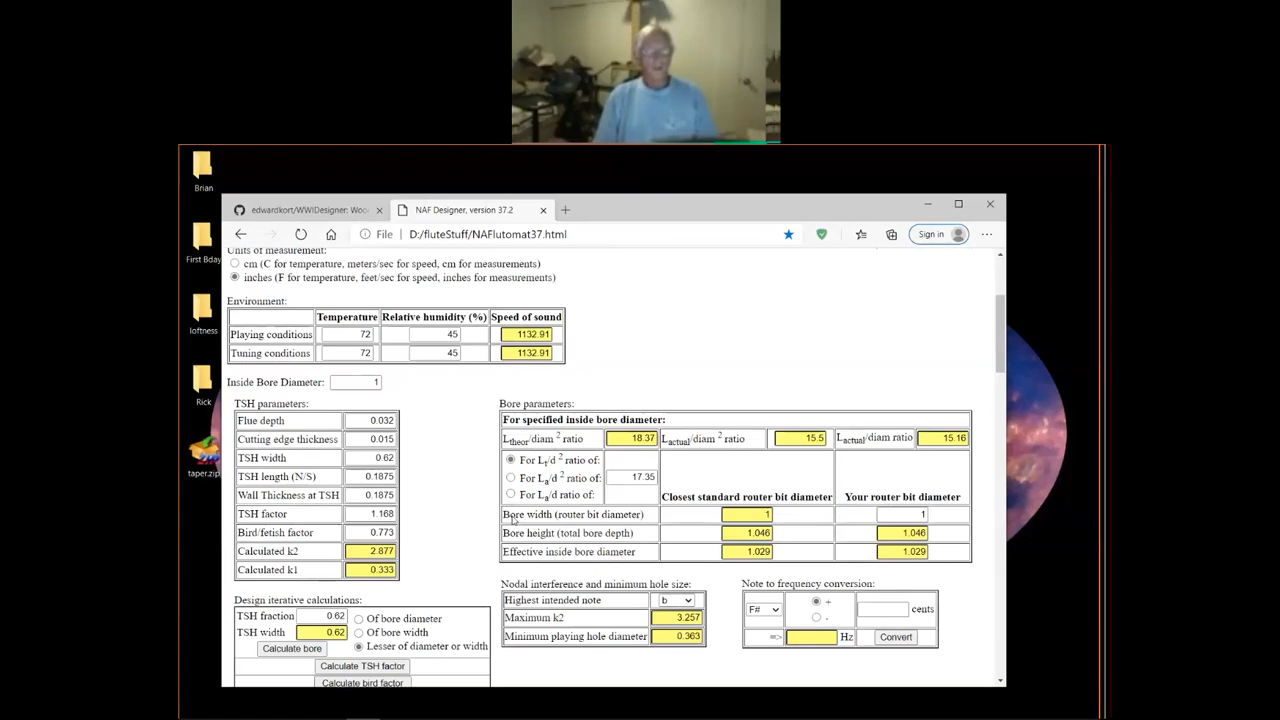 Brian
First Bday
loftness
Rick
taper.zip
edwardkort/WWIDesigner: Woo
NAF Designer, version 37.2
File D:/fluteStuff/NAFlutomat37.html
Sign in
Units of measurement:
cm (C for temperature, meters/sec for speed, cm for measurements)
inches (F for temperature, feet/sec for speed, inches for measurements)
Environment:
Temperature Relative humidity (%) Speed of sound
Playing conditions 72 45 1132.91
Tuning conditions 72 45 1132.91
Inside Bore Diameter: 1
TSH parameters:
Flue depth 0.032
Cutting edge thickness 0.015
TSH width 0.62
TSH length (N/S) 0.1875
Wall Thickness at TSH 0.1875
TSH factor 1.168
Bird/fetish factor 0.773
Calculated k2 2.877
Calculated k1 0.333
Bore parameters:
For specified inside bore diameter:
Ltheor/diam 2 ratio 18.37 Lactual/diam 2 ratio 15.5 Lactual/diam ratio 15.16
For Lt/d 2 ratio of:
For La/d 2 ratio of: 17.35
For La/d ratio of:
Closest standard router bit diameter Your router bit diameter
Bore width (router bit diameter) 1 1
Bore height (total bore depth) 1.046 1.046
Effective inside bore diameter 1.029 1.029
Design iterative calculations:
TSH fraction 0.62
TSH width 0.62
Of bore diameter
Of bore width
Lesser of diameter or width
Calculate bore
Calculate TSH factor
Calculate bird factor
Nodal interference and minimum hole size:
Highest intended note b
Maximum k2 3.257
Minimum playing hole diameter 0.363
Note to frequency conversion:
F# + - cents
=> Hz Convert